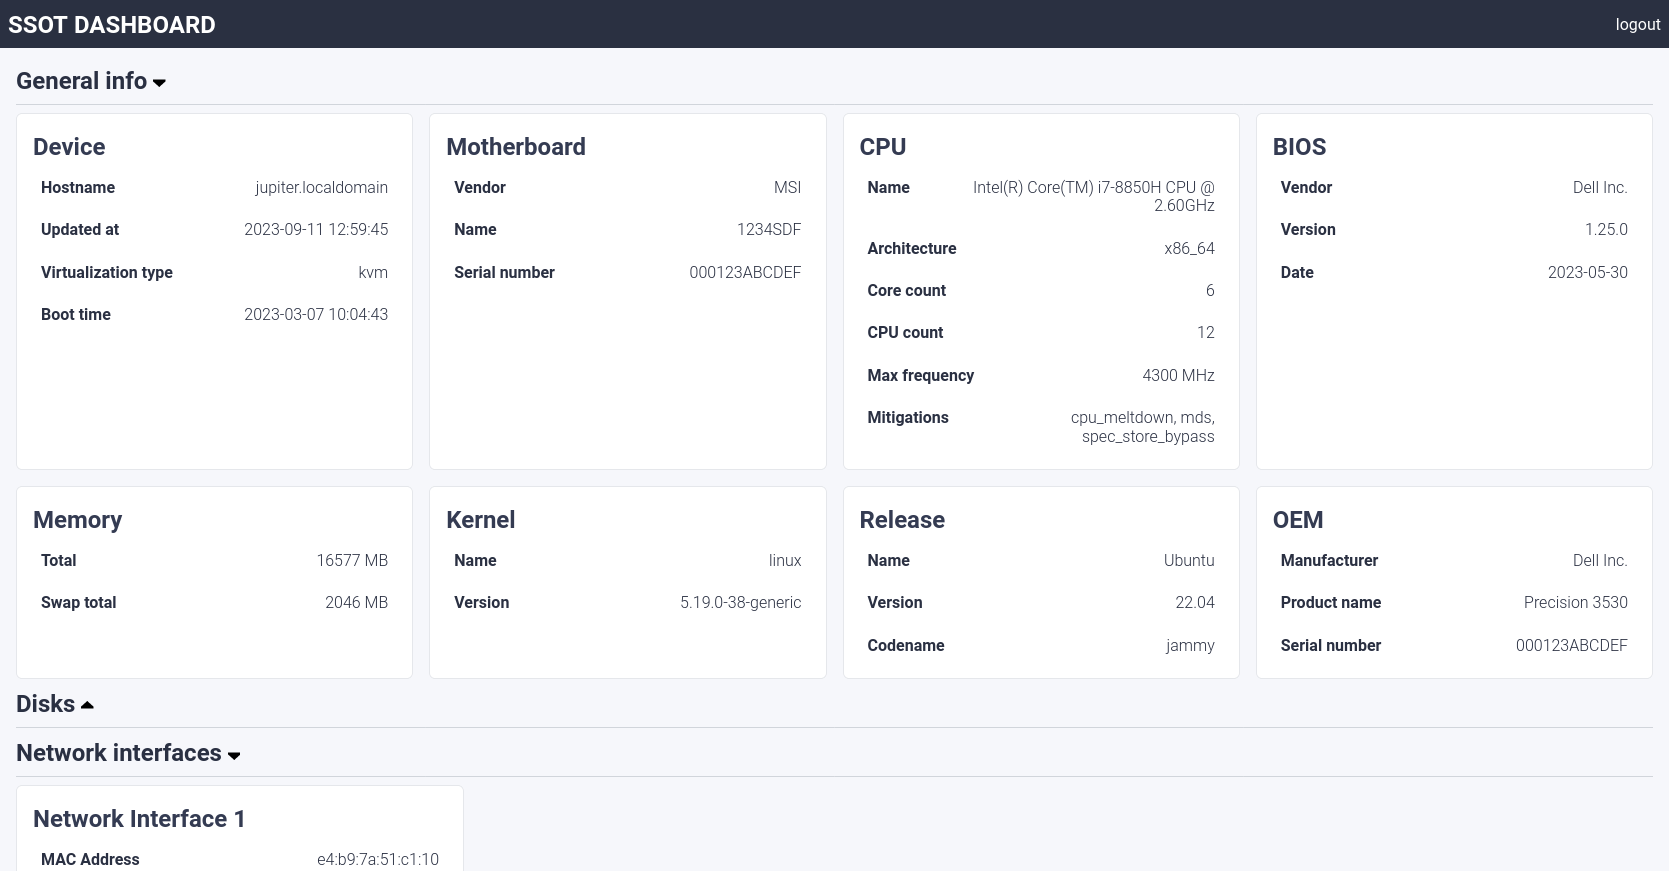 SSOT DASHBOARD
logout
General info
Device
Hostname jupiter.localdomain
Updated at 2023-09-11 12:59:45
Virtualization type kvm
Boot time 2023-03-07 10:04:43
Motherboard
Vendor MSI
Name 1234SDF
Serial number 000123ABCDEF
CPU
Name Intel(R) Core(TM) i7-8850H CPU @
2.60GHz
Architecture x86_64
Core count 6
CPU count 12
Max frequency 4300 MHz
Mitigations cpu_meltdown, mds,
spec_store_bypass
BIOS
Vendor Dell Inc.
Version 1.25.0
Date 2023-05-30
Memory
Total 16577 MB
Swap total 2046 MB
Kernel
Name linux
Version 5.19.0-38-generic
Release
Name Ubuntu
Version 22.04
Codename jammy
OEM
Manufacturer Dell Inc.
Product name Precision 3530
Serial number 000123ABCDEF
Disks
Network interfaces
Network Interface 1
MAC Address e4:b9:7a:51:c1:10